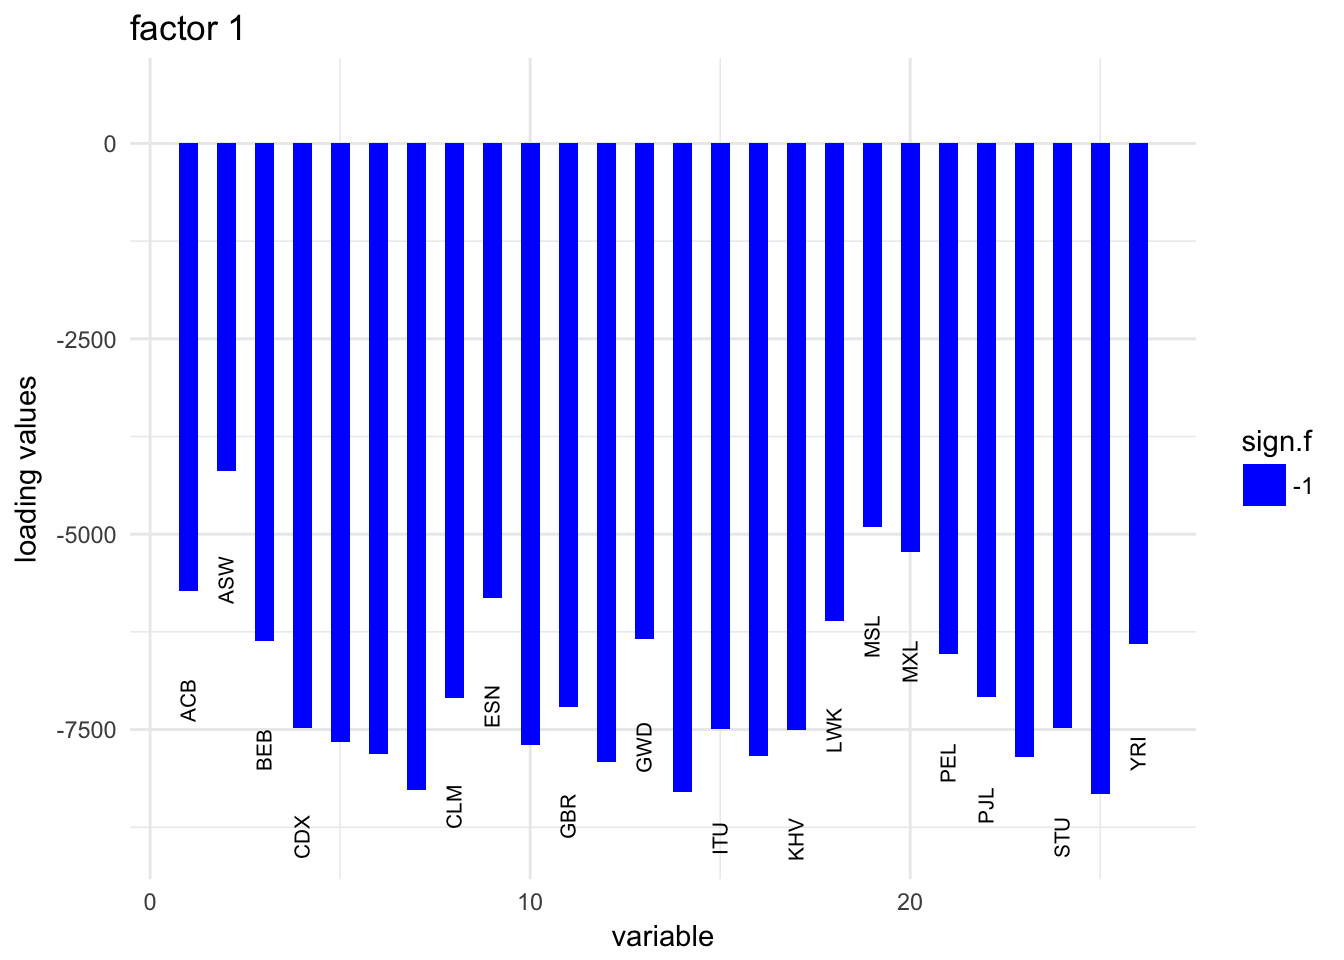 factor 1
0
-2500
-5000
-7500
loading values
ACB
ASW
BEB
CDX
CLM
ESN
GBR
GWD
ITU
KHV
LWK
MSL
MXL
PEL
PJL
STU
YRI
0
10
20
variable
sign.f
-1